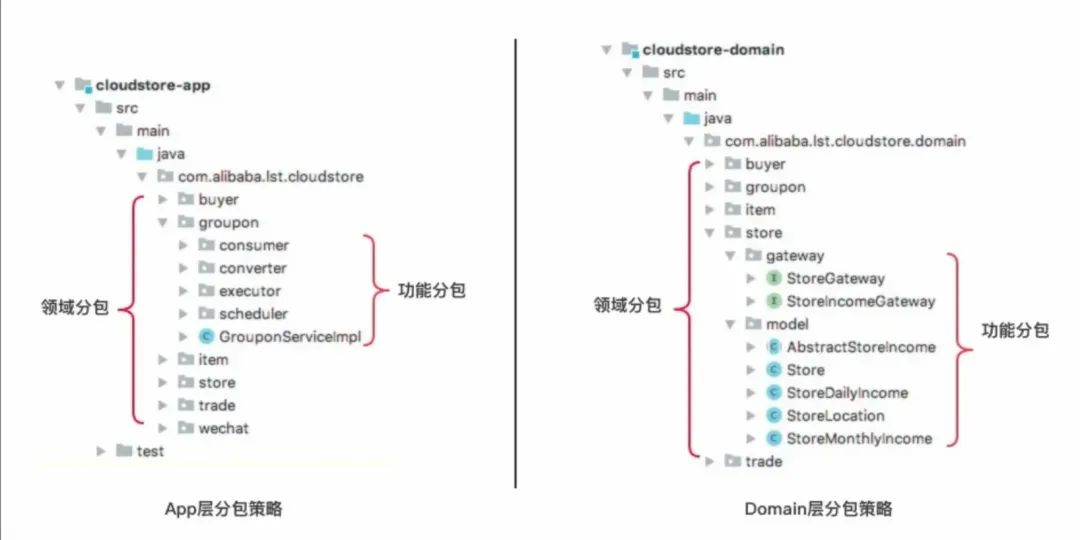 cloudstore-app
src
main
java
com.alibaba.lst.cloudstore
buyer
groupon
consumer
converter
executor
scheduler
C GrouponServiceImpl
item
store
trade
wechat
test
领域分包
功能分包
App层分包策略
cloudstore-domain
src
main
java
com.alibaba.lst.cloudstore.domain
buyer
groupon
item
store
gateway
I StoreGateway
I StoreIncomeGateway
model
C AbstractStoreIncome
C Store
C StoreDailyIncome
C StoreLocation
C StoreMonthlyIncome
trade
领域分包
功能分包
Domain层分包策略